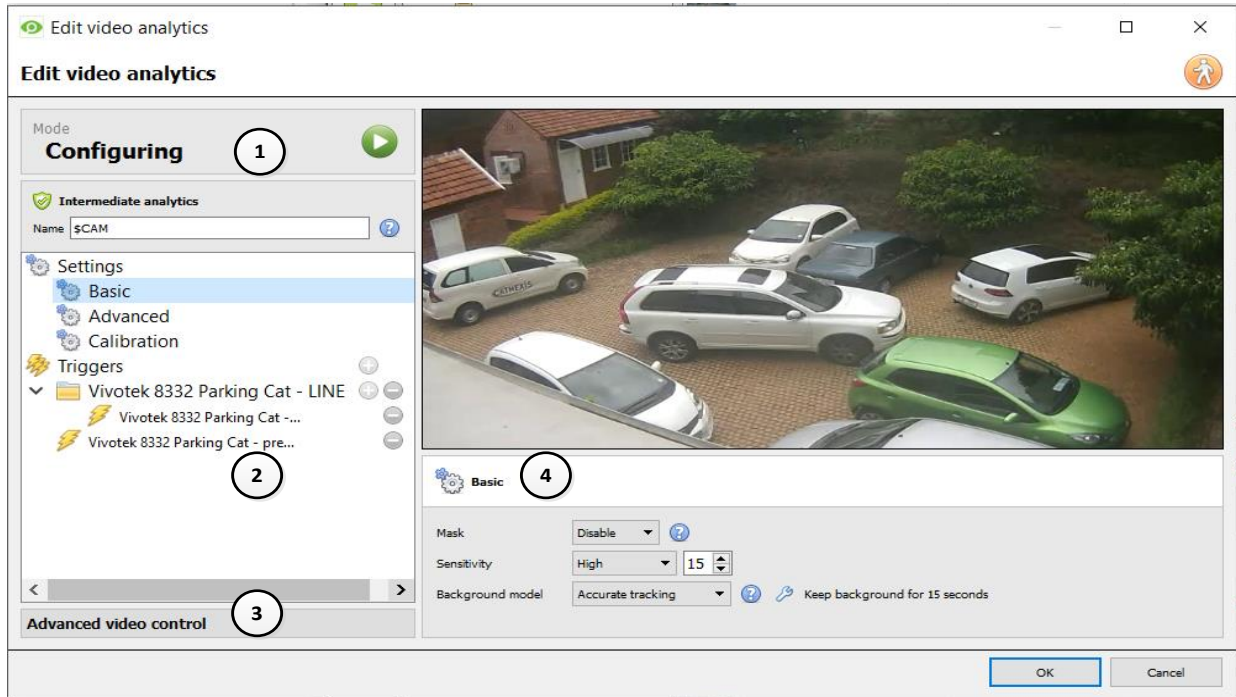 Edit video analytics
Edit video analytics
Mode
Configuring
1
Intermediate analytics
Name $CAM
Settings
Basic
Advanced
Calibration
Triggers
Vivotek 8332 Parking Cat - LINE
Vivotek 8332 Parking Cat -...
Vivotek 8332 Parking Cat - pre...
2
Advanced video control
3
CATHEXIS
Basic
4
Mask Disable
Sensitivity High 15
Background model Accurate tracking Keep background for 15 seconds
OK Cancel